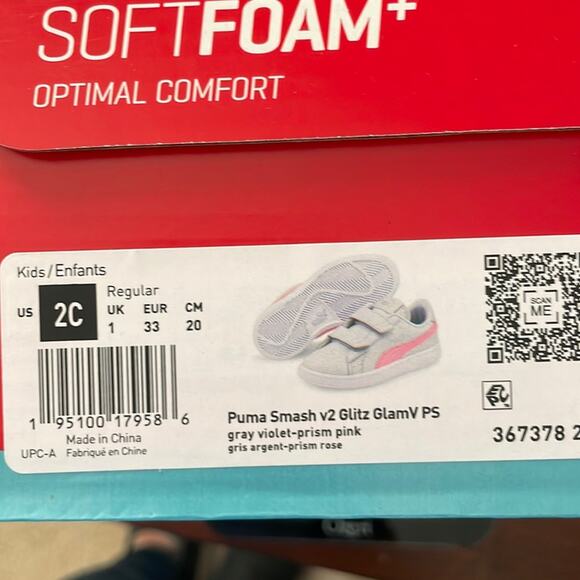 SOFTFOAM+
OPTIMAL COMFORT
Kids/Enfants
US 2C
Regular
UK EUR CM
1 33 20
SCAN ME
1 95100 17958 6
Made in China
UPC-A Fabriqué en Chine
Puma Smash v2 Glitz GlamV PS
gray violet-prism pink
gris argent-prism rose
367378 2